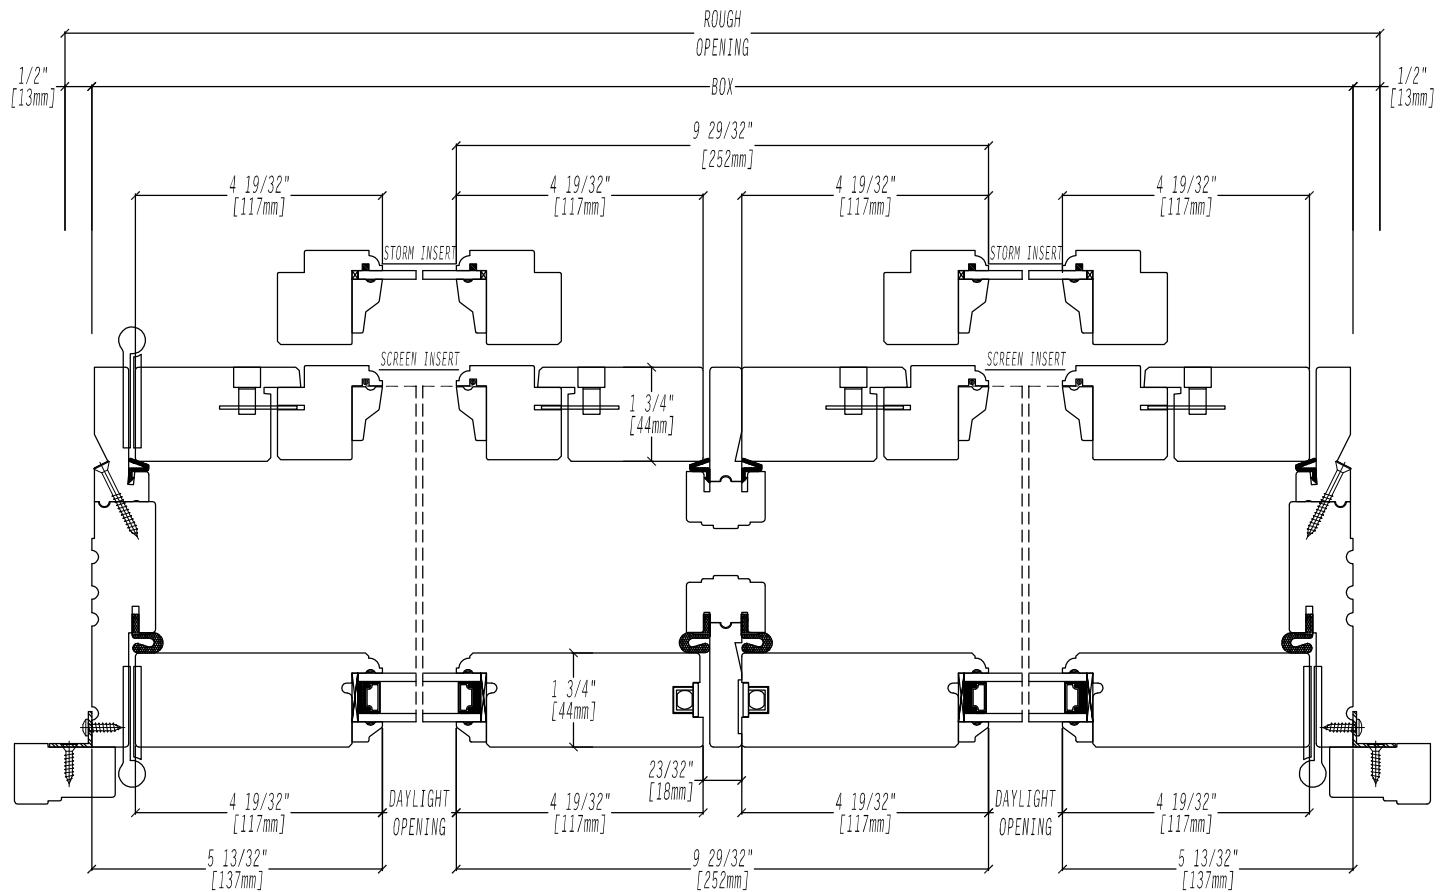 ROUGH
OPENING
1/2"
[13mm]
BOX
1/2"
[13mm]
9 29/32"
[252mm]
4 19/32"
[117mm]
4 19/32"
[117mm]
4 19/32"
[117mm]
4 19/32"
[117mm]
STORM INSERT
STORM INSERT
SCREEN INSERT
SCREEN INSERT
1 3/4"
[44mm]
1 3/4"
[44mm]
23/32"
[18mm]
4 19/32"
[117mm]
DAYLIGHT
OPENING
4 19/32"
[117mm]
4 19/32"
[117mm]
DAYLIGHT
OPENING
4 19/32"
[117mm]
5 13/32"
[137mm]
9 29/32"
[252mm]
5 13/32"
[137mm]